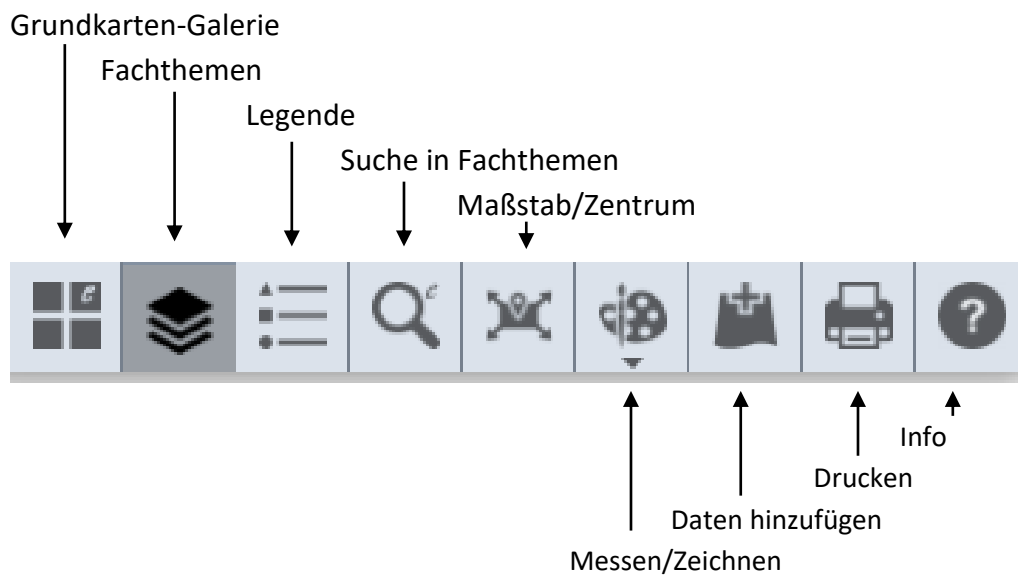 Grundkarten-Galerie
Fachthemen
Legende
Suche in Fachthemen
Maßstab/Zentrum
e
e
?
Info
Drucken
Daten hinzufügen
Messen/Zeichnen